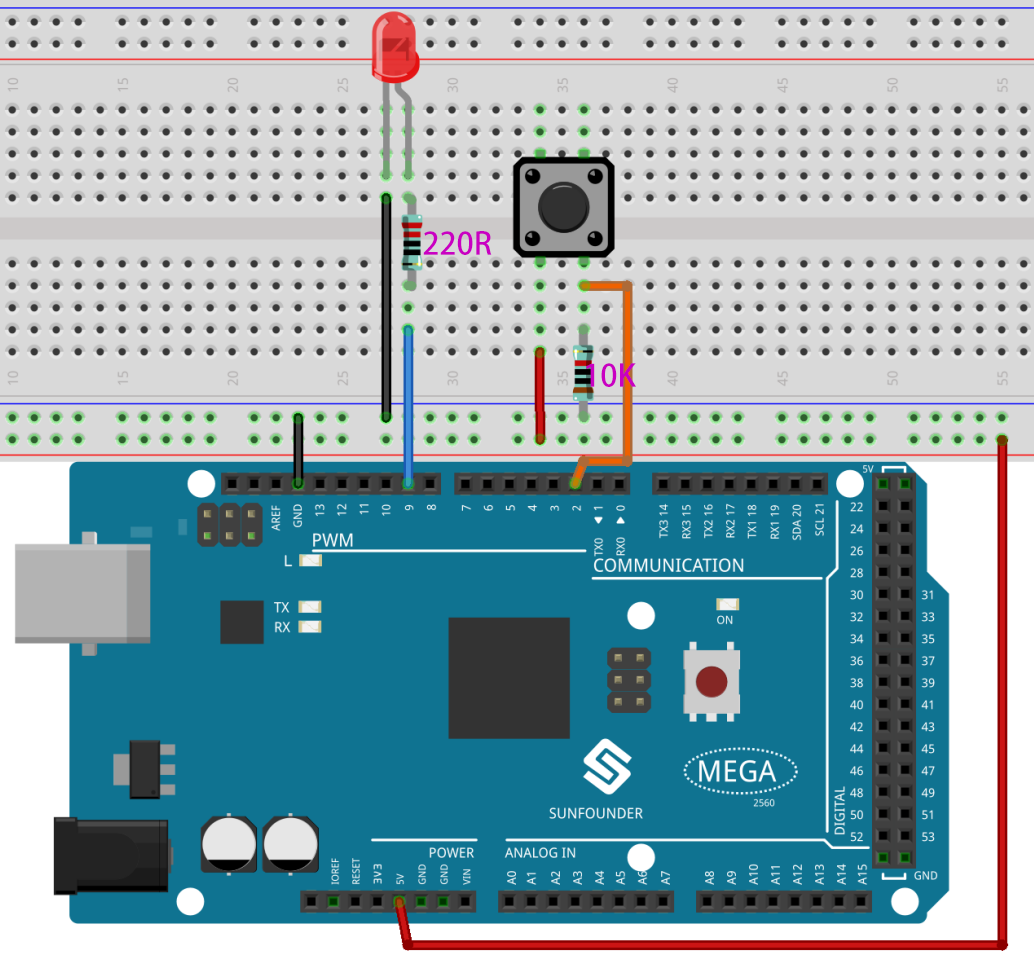 10 15 20 25 30 35 40 45 50 55
220R
10K
10 15 20 25 30 35 40 45 50 55
AREF GND 13 12 11 10 9 8 7 6 5 4 3 2 1 0 TX3 14 RX3 15 TX2 16 RX2 17 TX1 18 RX1 19 SDA 20 SCL 21
TX0 RX0
PWM
COMMUNICATION
L
TX
RX
ON
5V
22
24
26
28
30 31
32 33
34 35
36 37
38 39
40 41
42 43
44 45
46 47
48 49
50 51
52 53
GND
DIGITAL
MEGA
2560
SUNFOUNDER
POWER
ANALOG IN
IOREF RESET 3V3 5V GND GND VIN A0 A1 A2 A3 A4 A5 A6 A7 A8 A9 A10 A11 A12 A13 A14 A15